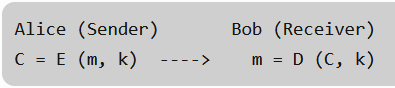 Alice (Sender)       Bob (Receiver)
C = E (m, k)  ---->   m = D (C, k)